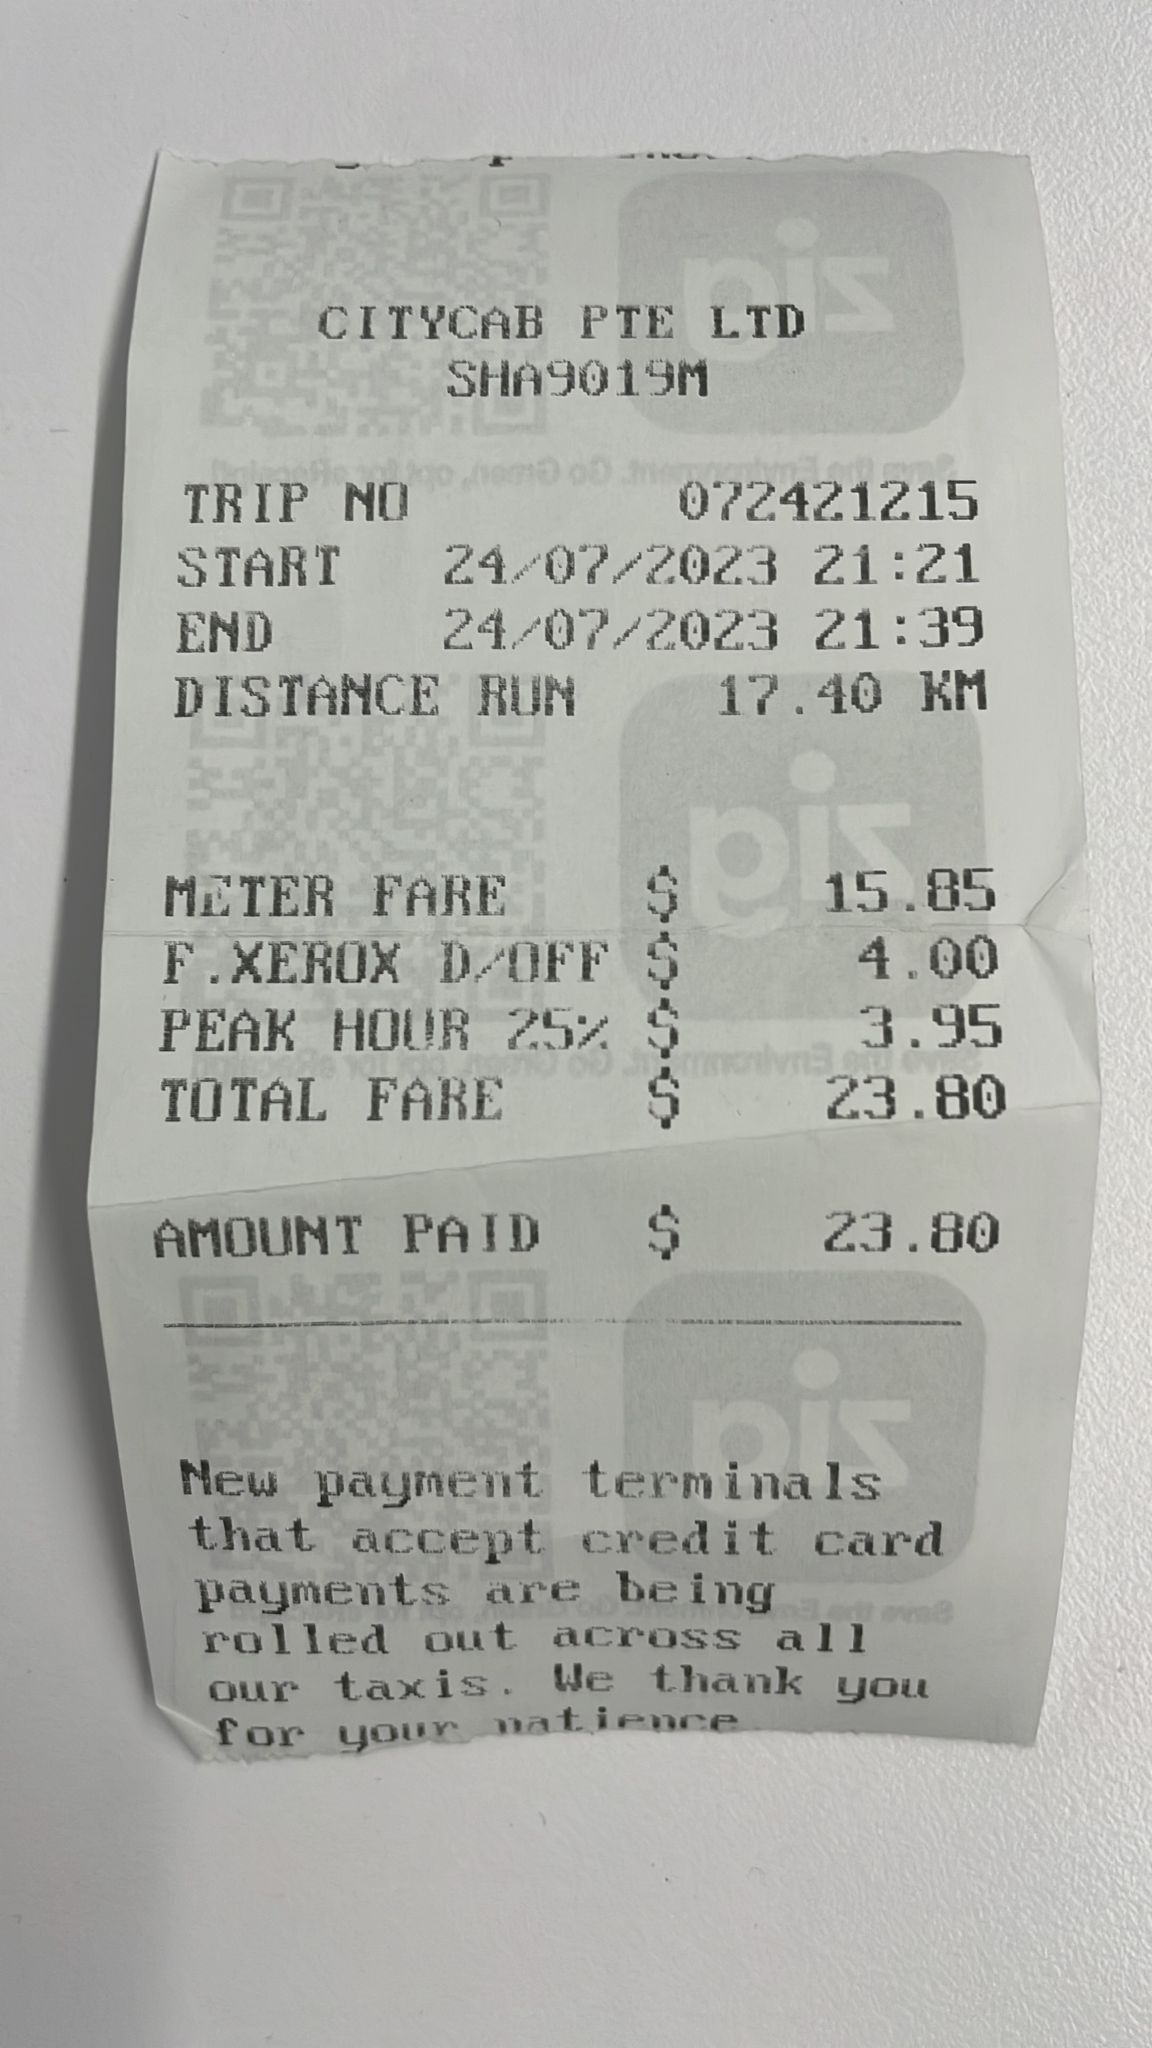 CITYCAB PTE LTD
SHA9019M
TRIP NO 072421215
START 24/07/2023 21:21
END 24/07/2023 21:39
DISTANCE RUN 17.40 KM
METER FARE $ 15.85
F.XEROX D/OFF $ 4.00
PEAK HOUR 25% $ 3.95
TOTAL FARE $ 23.80
AMOUNT PAID $ 23.80
New payment terminals
that accept credit card
payments are being
rolled out across all
our taxis. We thank you
for your patience
zig
Save the Environment. Go Green, opt for eReceipt!
zig
Save the Environment. Go Green, opt for eReceipt!
zig
Save the Environment. Go Green, opt for